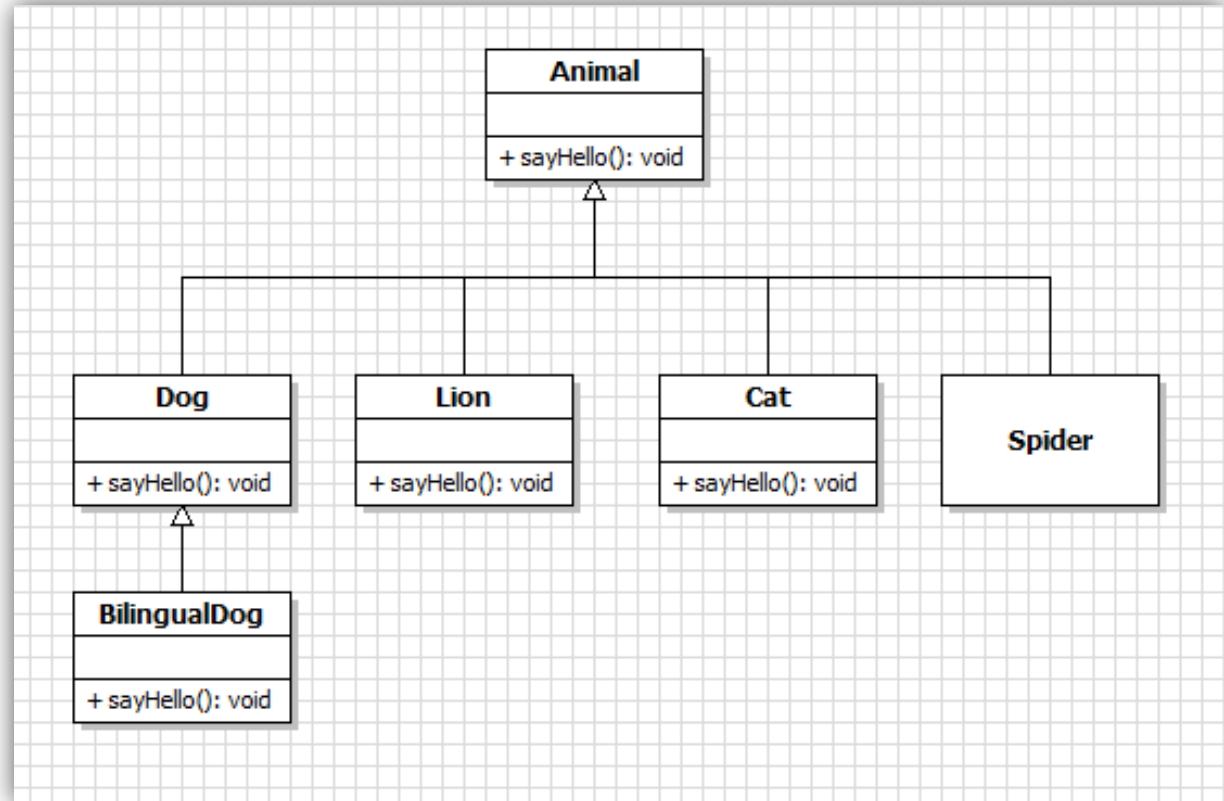 Animal
+ sayHello(): void
Dog
+ sayHello(): void
Lion
+ sayHello(): void
Cat
+ sayHello(): void
Spider
BilingualDog
+ sayHello(): void